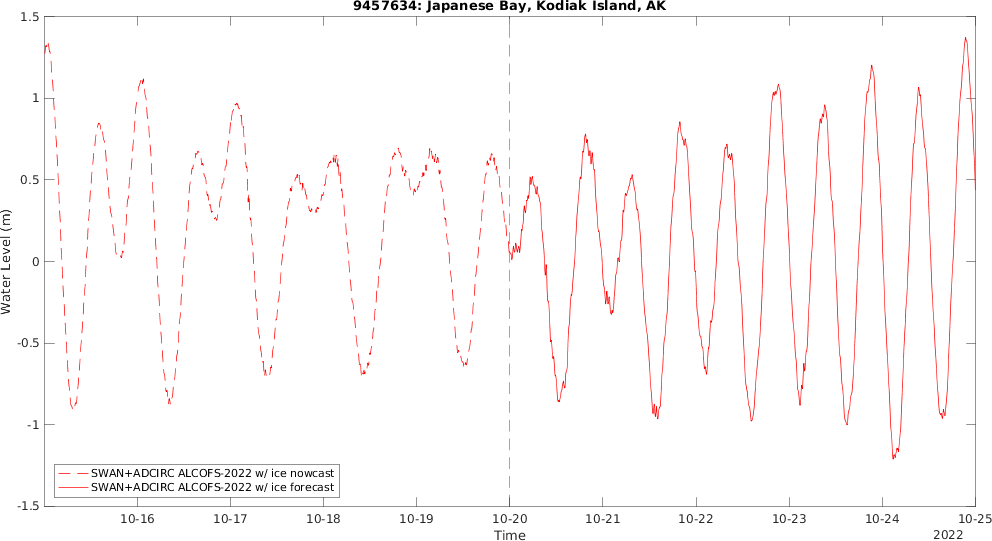 9457634: Japanese Bay, Kodiak Island, AK
1.5
1
0.5
0
-0.5
-1
-1.5
Water Level (m)
SWAN+ADCIRC ALCOFS-2022 w/ ice nowcast
SWAN+ADCIRC ALCOFS-2022 w/ ice forecast
10-16 10-17 10-18 10-19 10-20 10-21 10-22 10-23 10-24 10-25
Time
2022